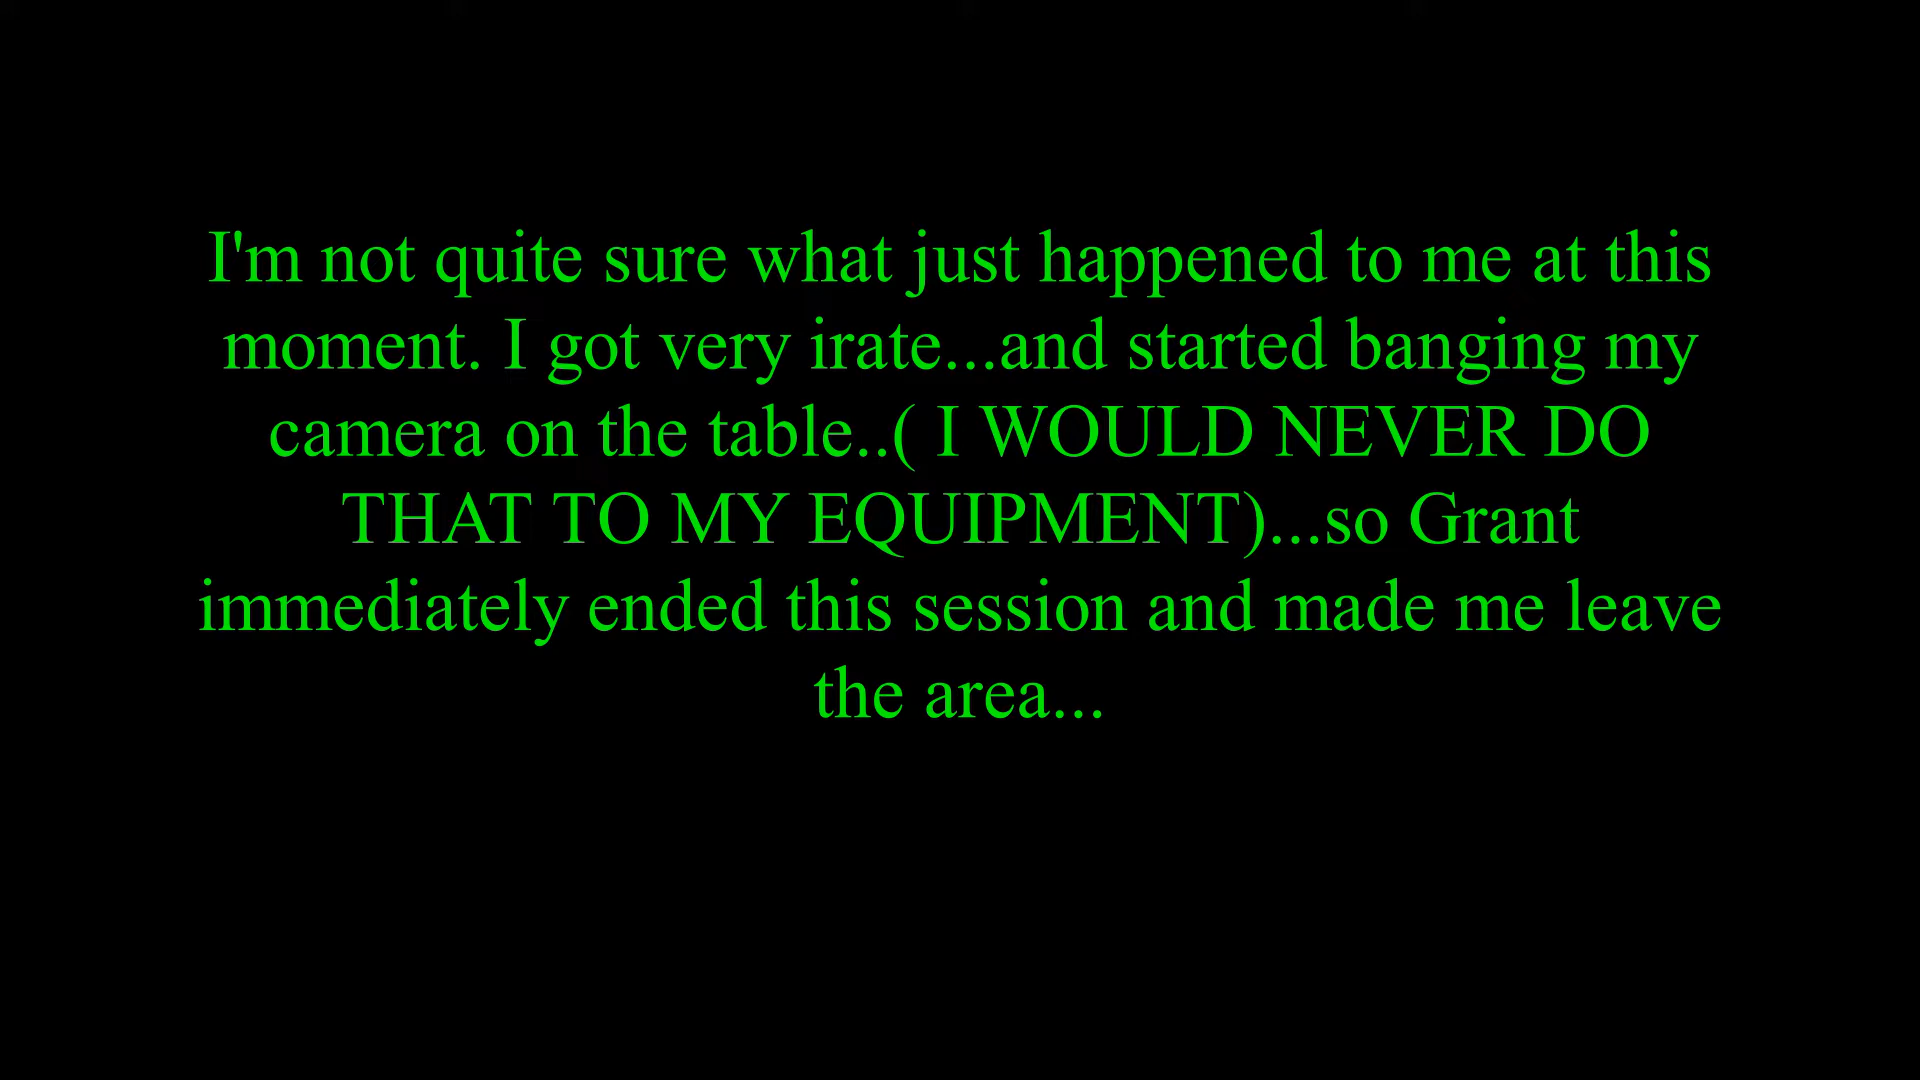 I'm not quite sure what just happened to me at this
moment. I got very irate...and started banging my
camera on the table..( I WOULD NEVER DO
THAT TO MY EQUIPMENT)...so Grant
immediately ended this session and made me leave
the area...